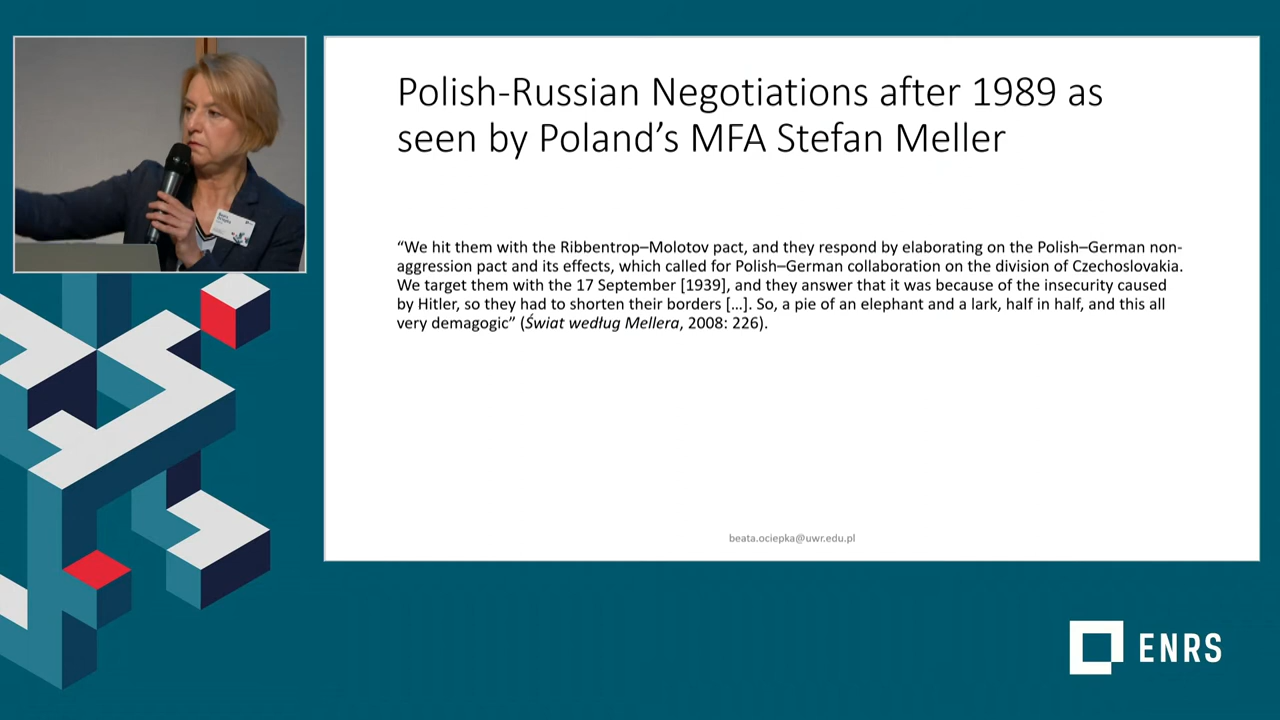 Polish-Russian Negotiations after 1989 as
seen by Poland’s MFA Stefan Meller
“We hit them with the Ribbentrop–Molotov pact, and they respond by elaborating on the Polish–German non-
aggression pact and its effects, which called for Polish–German collaboration on the division of Czechoslovakia.
We target them with the 17 September [1939], and they answer that it was because of the insecurity caused
by Hitler, so they had to shorten their borders [...]. So, a pie of an elephant and a lark, half in half, and this all
very demagogic” (Świat według Mellera, 2008: 226).
beata.ociepka@uwr.edu.pl
ENRS